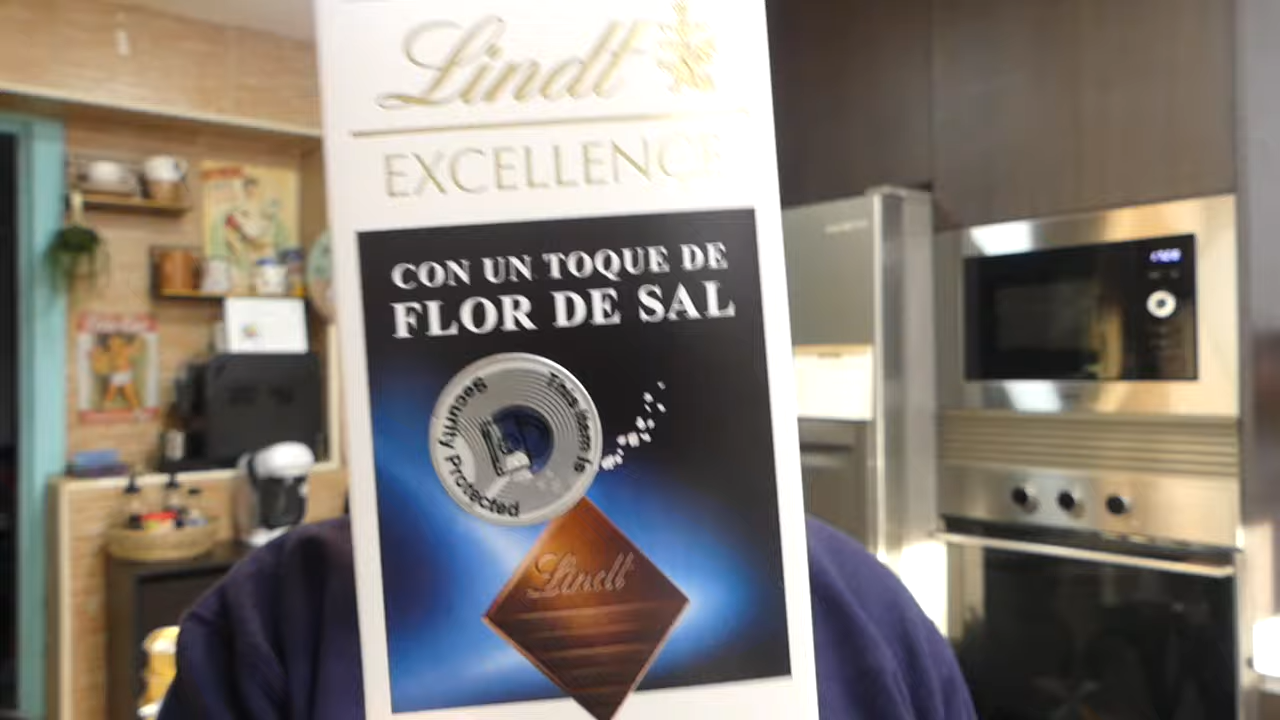 Lindt
EXCELLENCE
CON UN TOQUE DE
FLOR DE SAL
This item is
Security Protected
Lindt